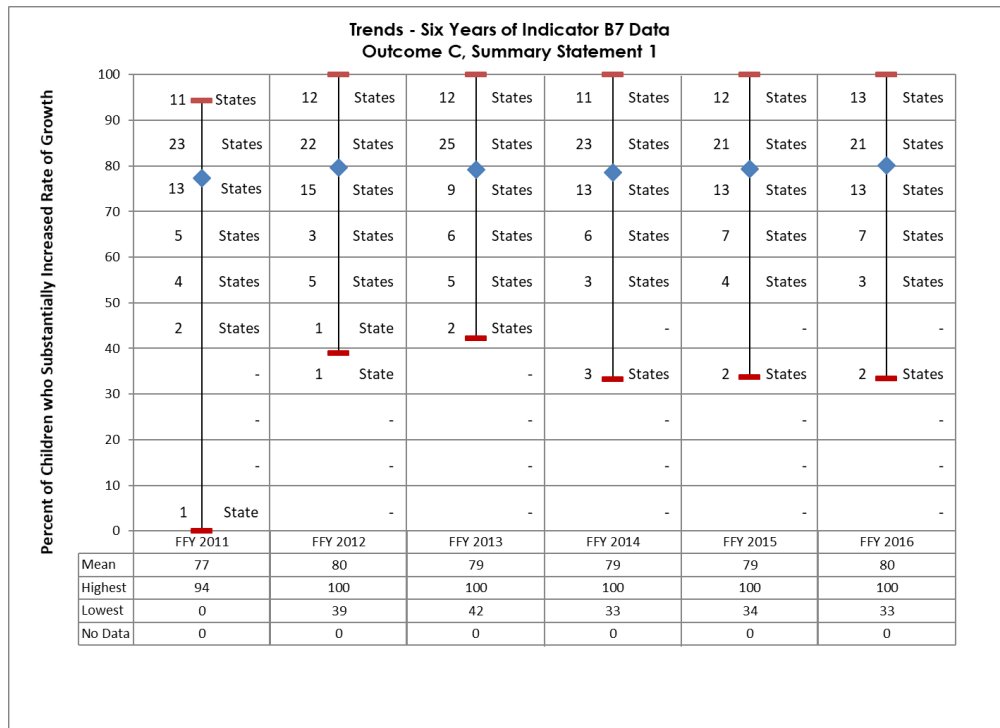 Trends - Six Years of Indicator B7 Data
Outcome C, Summary Statement 1
Percent of Children who Substantially Increased Rate of Growth
100
11 States 12 States 12 States 11 States 12 States 13 States
90
23 States 22 States 25 States 23 States 21 States 21 States
80
13 States 15 States 9 States 13 States 13 States 13 States
70
5 States 3 States 6 States 6 States 7 States 7 States
60
4 States 5 States 5 States 3 States 4 States 3 States
50
2 States 1 State 2 States - - -
40
- 1 State - 3 States 2 States 2 States
30
- - - - - -
20
- - - - - -
10
1 State - - - - -
0
FFY 2011 FFY 2012 FFY 2013 FFY 2014 FFY 2015 FFY 2016
Mean 77 80 79 79 79 80
Highest 94 100 100 100 100 100
Lowest 0 39 42 33 34 33
No Data 0 0 0 0 0 0